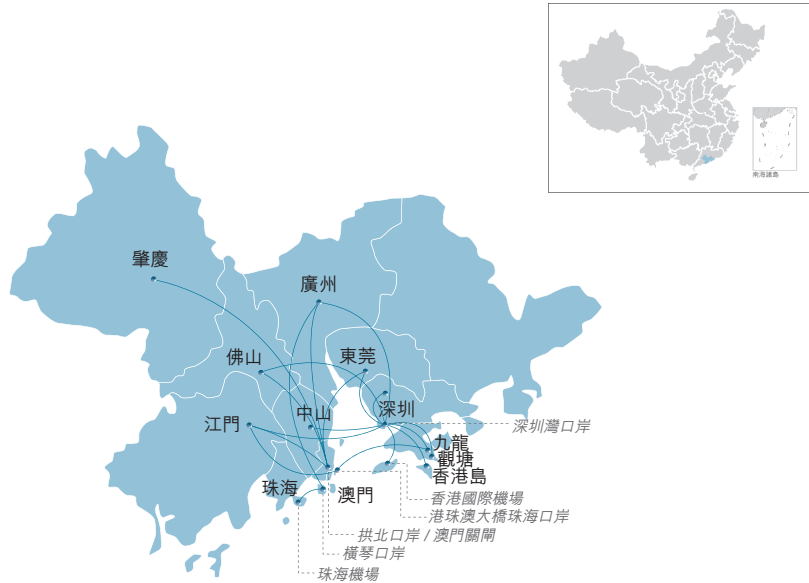 南海諸島
肇慶
廣州
佛山
東莞
江門
中山
深圳
深圳灣口岸
九龍
觀塘
香港島
珠海
澳門
香港國際機場
港珠澳大橋珠海口岸
拱北口岸 / 澳門關閘
橫琴口岸
珠海機場